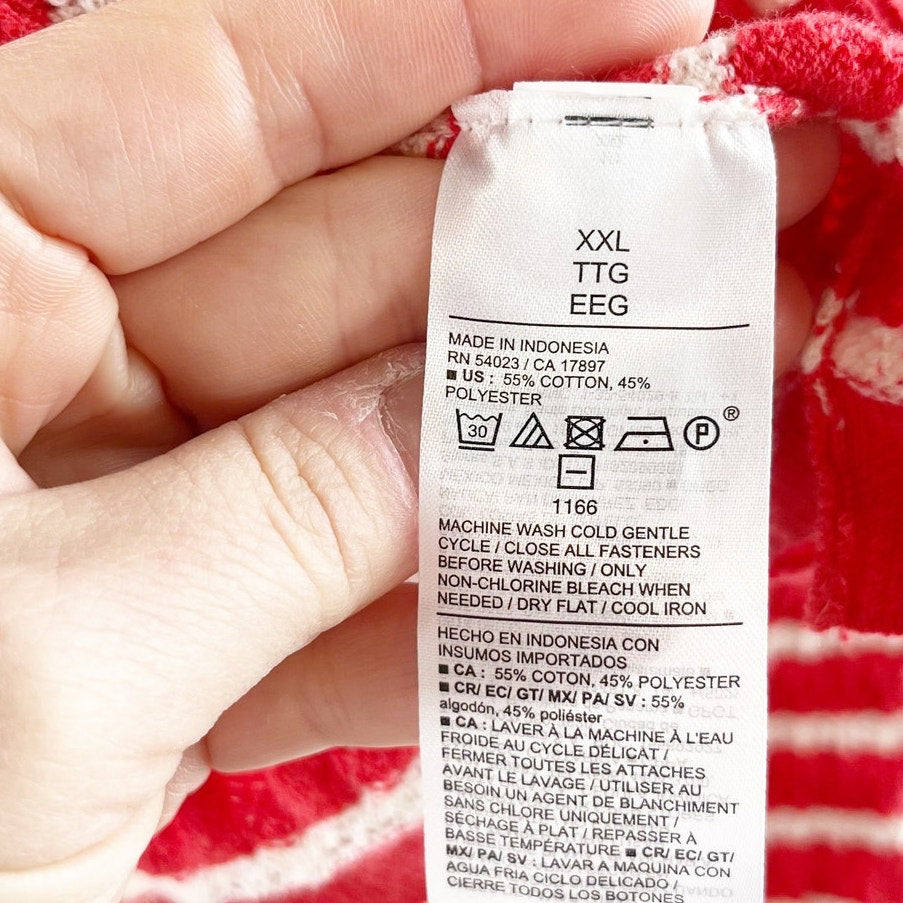 XXL
TTG
EEG
MADE IN INDONESIA
RN 54023 / CA 17897
■ US : 55% COTTON, 45%
POLYESTER
30 P ®
1166
MACHINE WASH COLD GENTLE
CYCLE / CLOSE ALL FASTENERS
BEFORE WASHING / ONLY
NON-CHLORINE BLEACH WHEN
NEEDED / DRY FLAT / COOL IRON
HECHO EN INDONESIA CON
INSUMOS IMPORTADOS
■ CA : 55% COTON, 45% POLYESTER
■ CR/ EC/ GT/ MX/ PA/ SV : 55%
algodón, 45% poliéster
■ CA : LAVER À LA MACHINE À L'EAU
FROIDE AU CYCLE DÉLICAT /
FERMER TOUTES LES ATTACHES
AVANT LE LAVAGE / UTILISER AU
BESOIN UN AGENT DE BLANCHIMENT
SANS CHLORE UNIQUEMENT /
SÉCHAGE À PLAT / REPASSER À
BASSE TEMPÉRATURE ■ CR/ EC/ GT/
MX/ PA/ SV : LAVAR A MAQUINA CON
AGUA FRIA CICLO DELICADO /
CIERRE TODOS LOS BOTONES